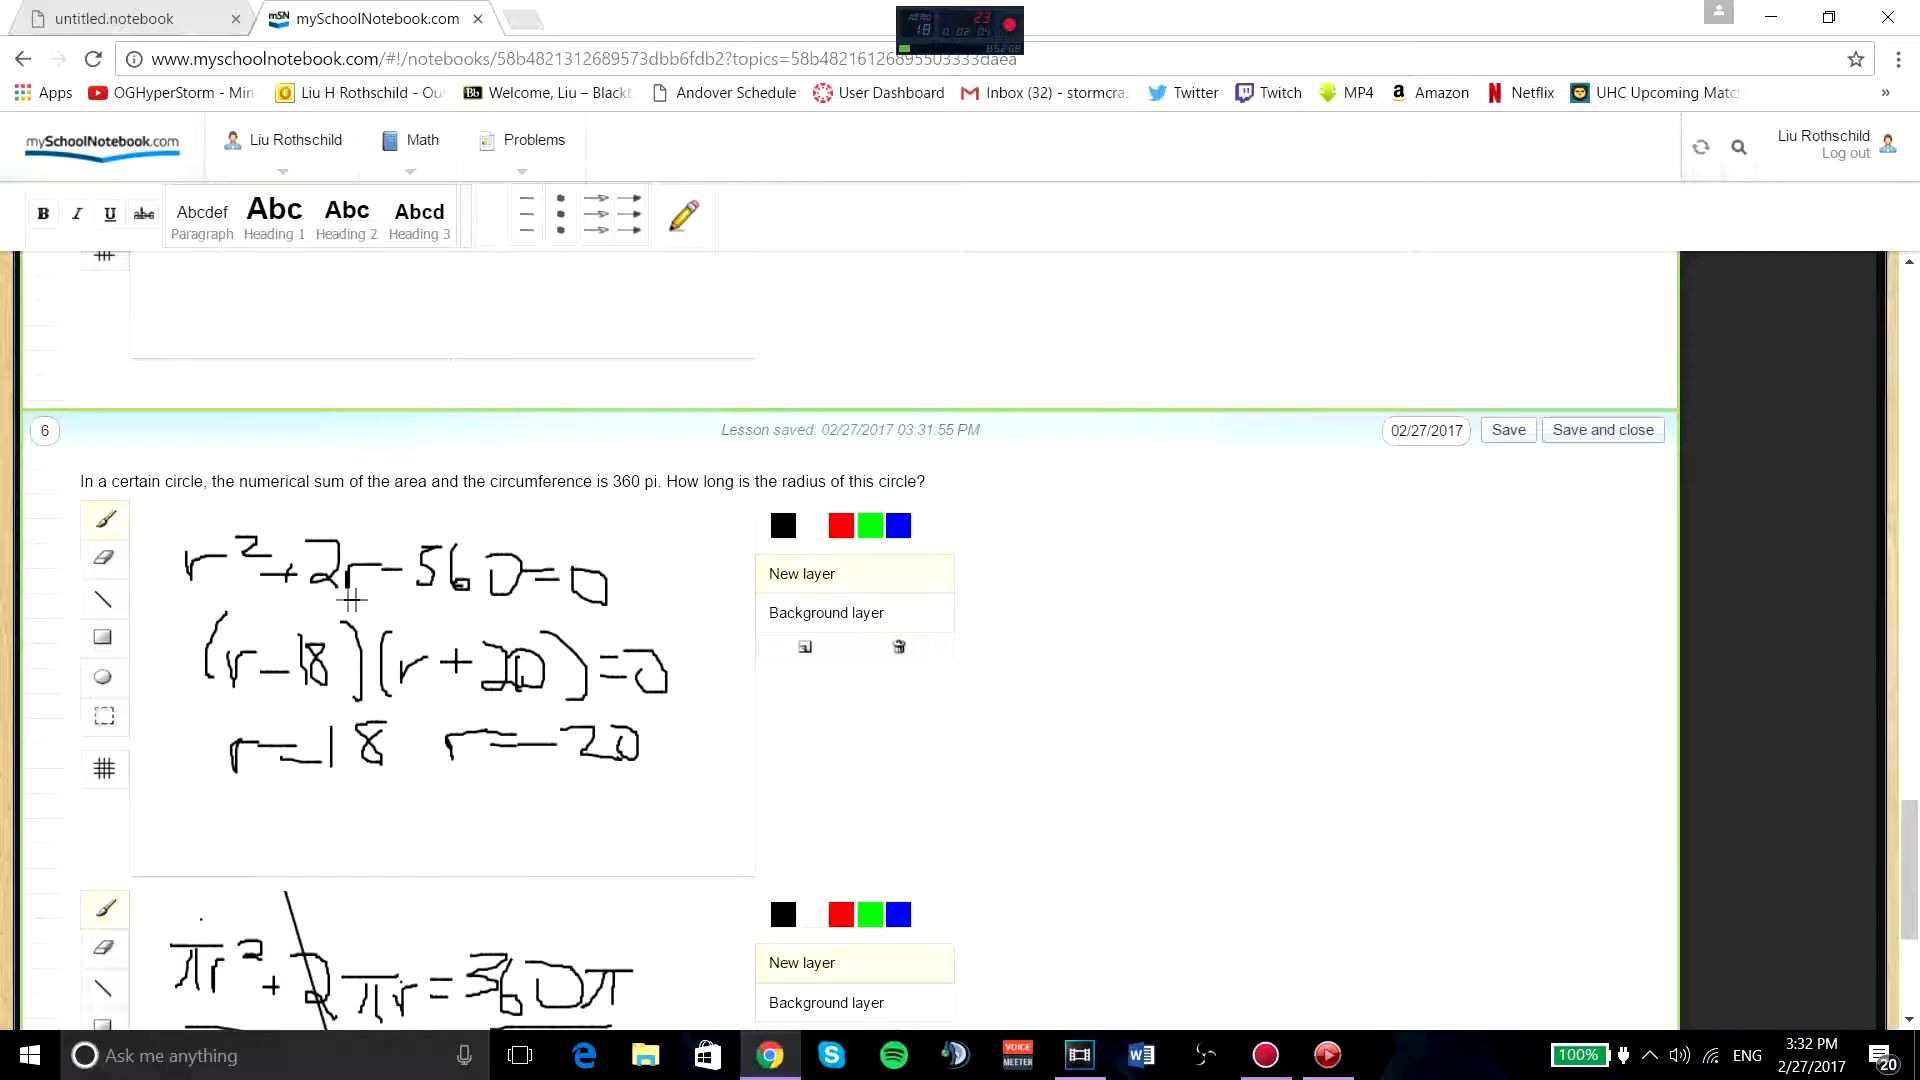 untitled.notebook
mySchoolNotebook.com
www.myschoolnotebook.com/#!/notebooks/58b4821312689573dbb6fdb2?topics=58b48216126895503333daea
Apps OGHyperStorm - Min Liu H Rothschild - Ou Welcome, Liu – Blackb Andover Schedule User Dashboard Inbox (32) - stormcra Twitter Twitch MP4 Amazon Netflix UHC Upcoming Matc »
mySchoolNotebook.com Liu Rothschild Math Problems
Liu Rothschild
Log out
B I U abc
Abcdef Abc Abc Abcd
Paragraph Heading 1 Heading 2 Heading 3
6 Lesson saved: 02/27/2017 03:31:55 PM 02/27/2017 Save Save and close
In a certain circle, the numerical sum of the area and the circumference is 360 pi. How long is the radius of this circle?
r²+2r-360=0
(r-18)(r+20)=0
r=18 r=-20
New layer
Background layer
πr²+2πr=360π
New layer
Background layer
Ask me anything
VOICE
MEETER
100% ENG
3:32 PM
2/27/2017
20